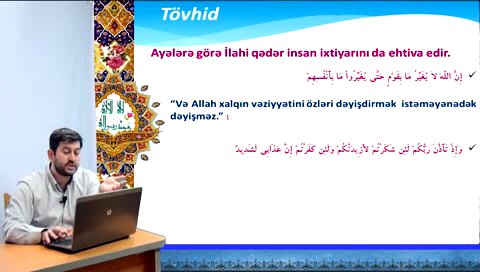 Tövhid
Ayələrə görə İlahi qədər insan ixtiyarını da ehtiva edir.
إِنَّ اللَّهَ لَا يُغَيِّرُ مَا بِقَوْمٍ حَتَّى يُغَيِّرُوا مَا بِأَنْفُسِهِمْ
“Və Allah xalqın vəziyyətini özləri dəyişdirmək istəməyənədək
dəyişməz.” ؛
وَإِذْ تَأَذَّنَ رَبُّكُمْ لَئِن شَكَرْتُمْ لَأَزِيدَنَّكُمْ وَلَئِن كَفَرْتُمْ إِنَّ عَذَابِي لَشَدِيدٌ